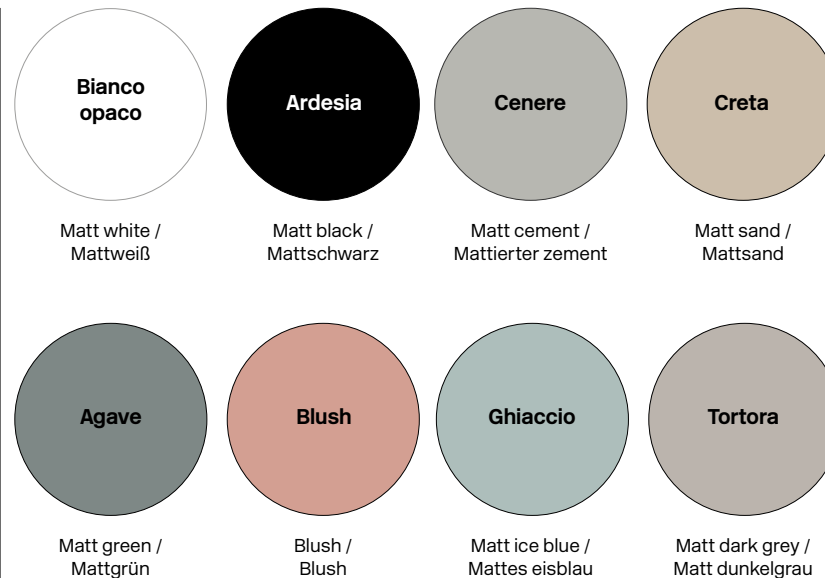 Bianco
opaco
Ardesia
Cenere
Creta
Matt white /
Mattweiß
Matt black /
Mattschwarz
Matt cement /
Mattierter zement
Matt sand /
Mattsand
Agave
Blush
Ghiaccio
Tortora
Matt green /
Mattgrün
Blush /
Blush
Matt ice blue /
Mattes eisblau
Matt dark grey /
Matt dunkelgrau